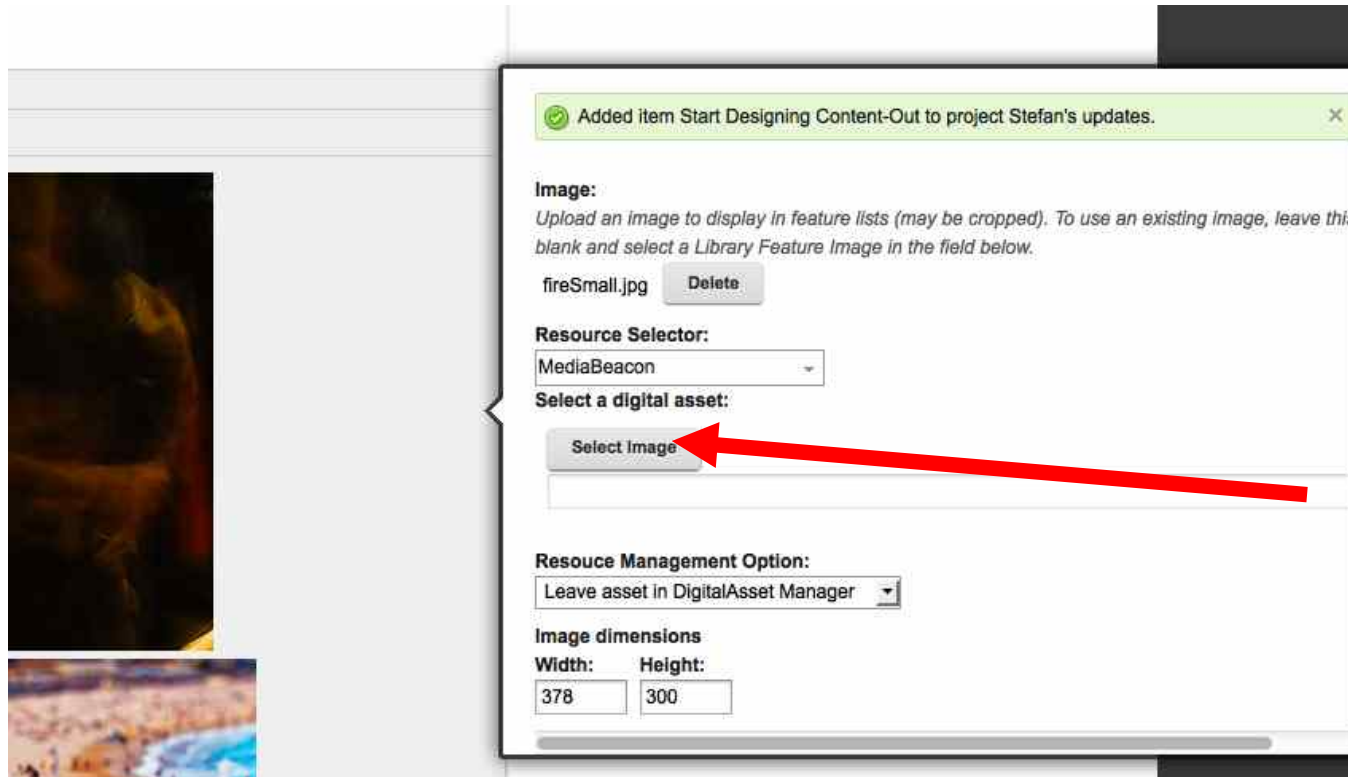 Added item Start Designing Content-Out to project Stefan's updates.
Image:
Upload an image to display in feature lists (may be cropped). To use an existing image, leave this
blank and select a Library Feature Image in the field below.
fireSmall.jpg Delete
Resource Selector:
MediaBeacon
Select a digital asset:
Select Image
Resouce Management Option:
Leave asset in DigitalAsset Manager
Image dimensions
Width: Height:
378 300